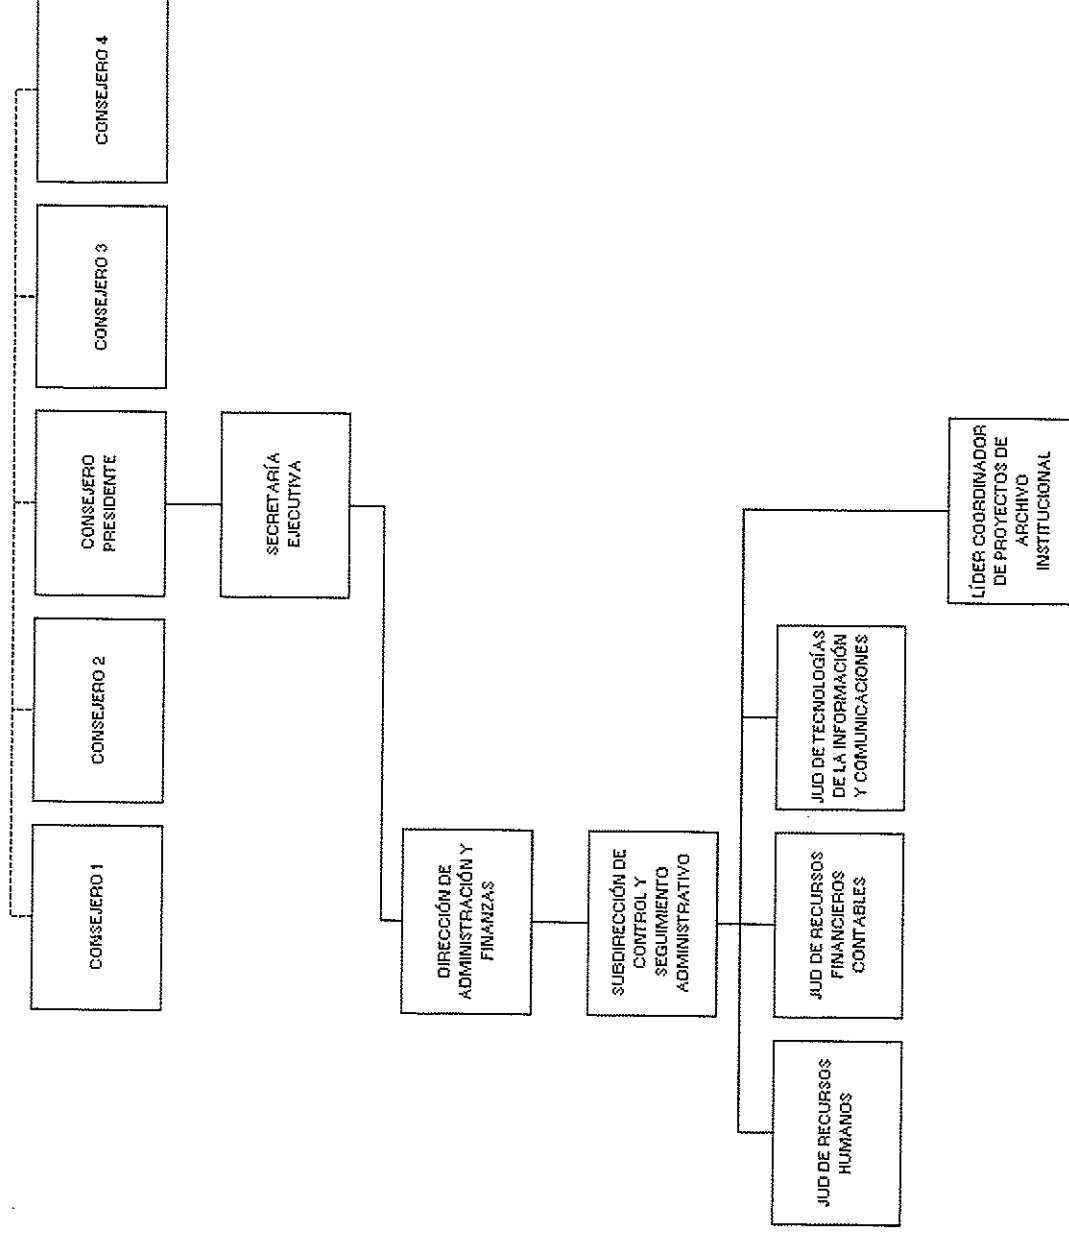 CONSEJERO 1
CONSEJERO 2
CONSEJERO
PRESIDENTE
CONSEJERO 3
CONSEJERO 4
SECRETARÍA
EJECUTIVA
DIRECCIÓN DE
ADMINISTRACIÓN Y
FINANZAS
SUBDIRECCIÓN DE
CONTROL Y
SEGUIMIENTO
ADMINISTRATIVO
JUD DE RECURSOS
HUMANOS
JUD DE RECURSOS
FINANCIEROS
CONTABLES
JUD DE TECNOLOGÍAS
DE LA INFORMACIÓN
Y COMUNICACIONES
LÍDER COORDINADOR
DE PROYECTOS DE
ARCHIVO
INSTITUCIONAL